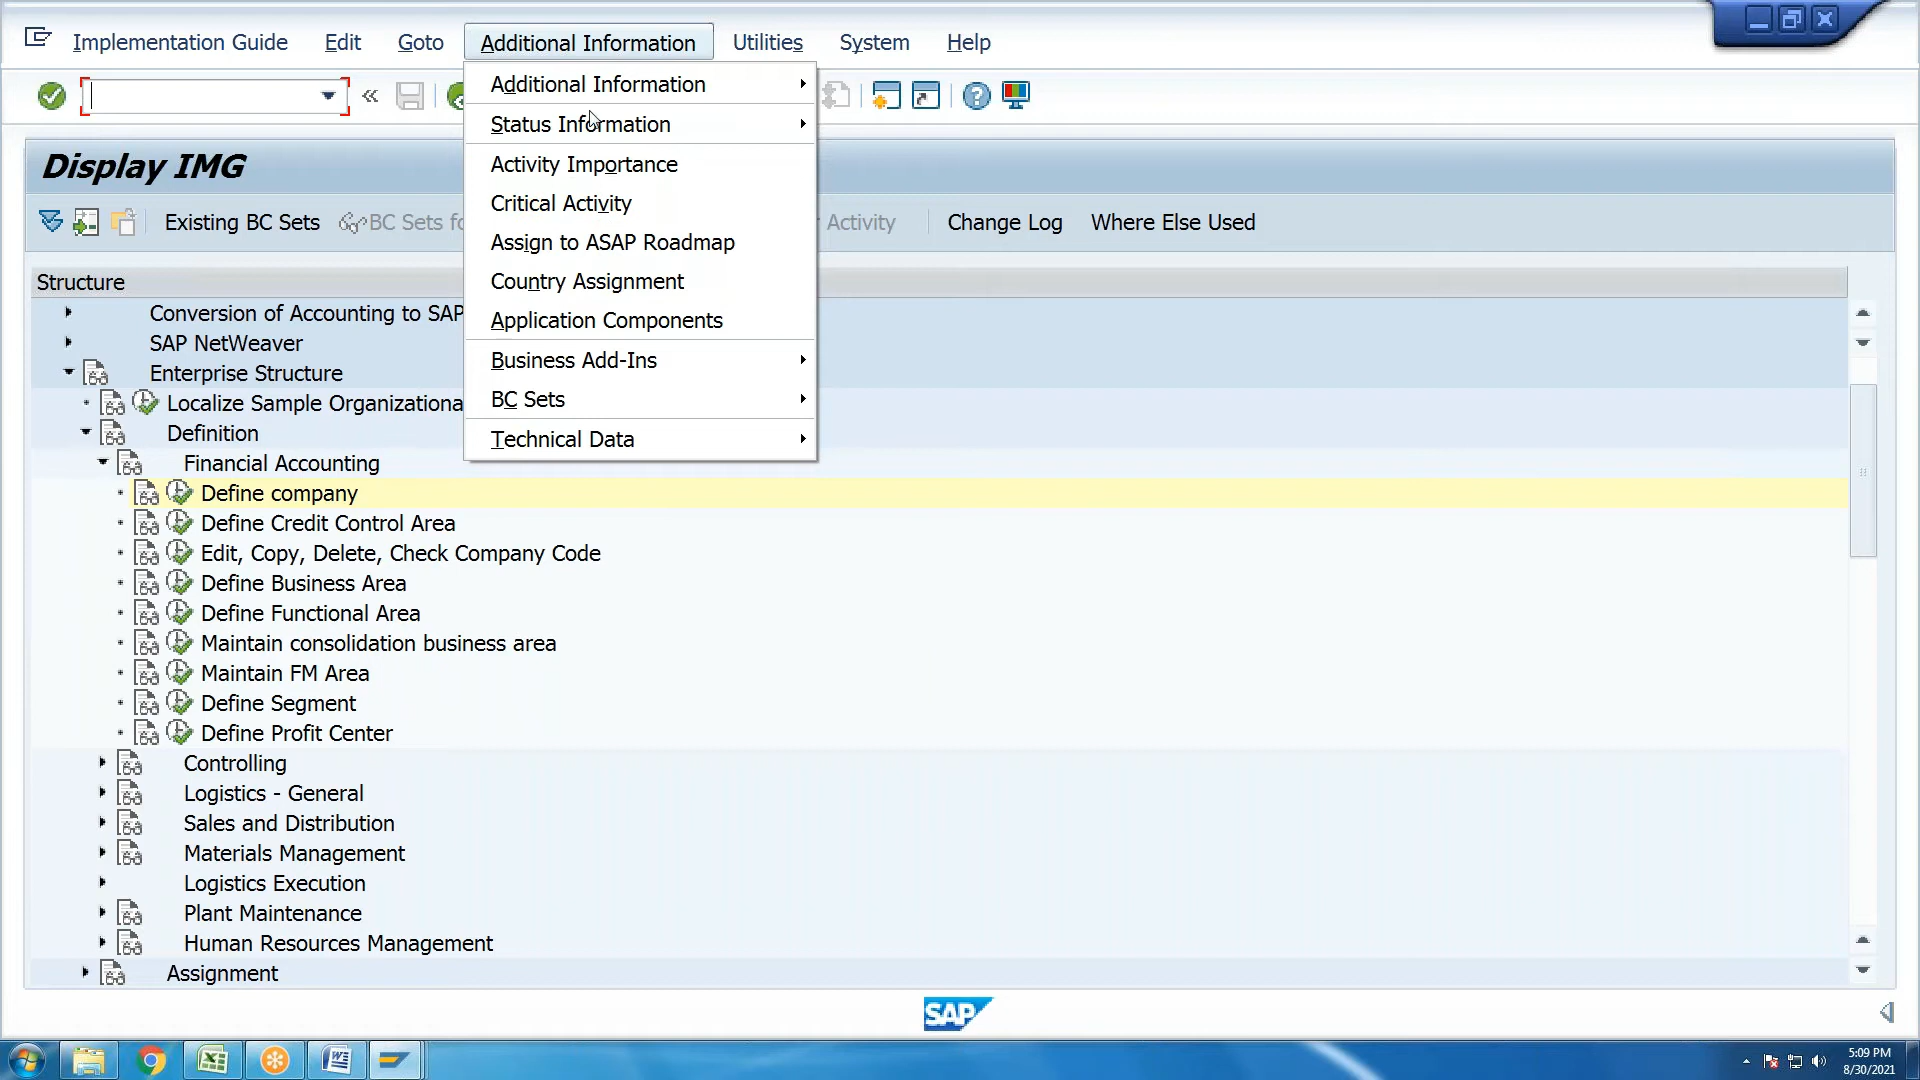 Implementation Guide Edit Goto Additional Information Utilities System Help
Additional Information
Status Information
Activity Importance
Critical Activity
Assign to ASAP Roadmap
Country Assignment
Application Components
Business Add-Ins
BC Sets
Technical Data
Display IMG
Existing BC Sets BC Sets fo Activity Change Log Where Else Used
Structure
Conversion of Accounting to SAP
SAP NetWeaver
Enterprise Structure
Localize Sample Organizationa
Definition
Financial Accounting
Define company
Define Credit Control Area
Edit, Copy, Delete, Check Company Code
Define Business Area
Define Functional Area
Maintain consolidation business area
Maintain FM Area
Define Segment
Define Profit Center
Controlling
Logistics - General
Sales and Distribution
Materials Management
Logistics Execution
Plant Maintenance
Human Resources Management
Assignment
SAP
5:09 PM
8/30/2021